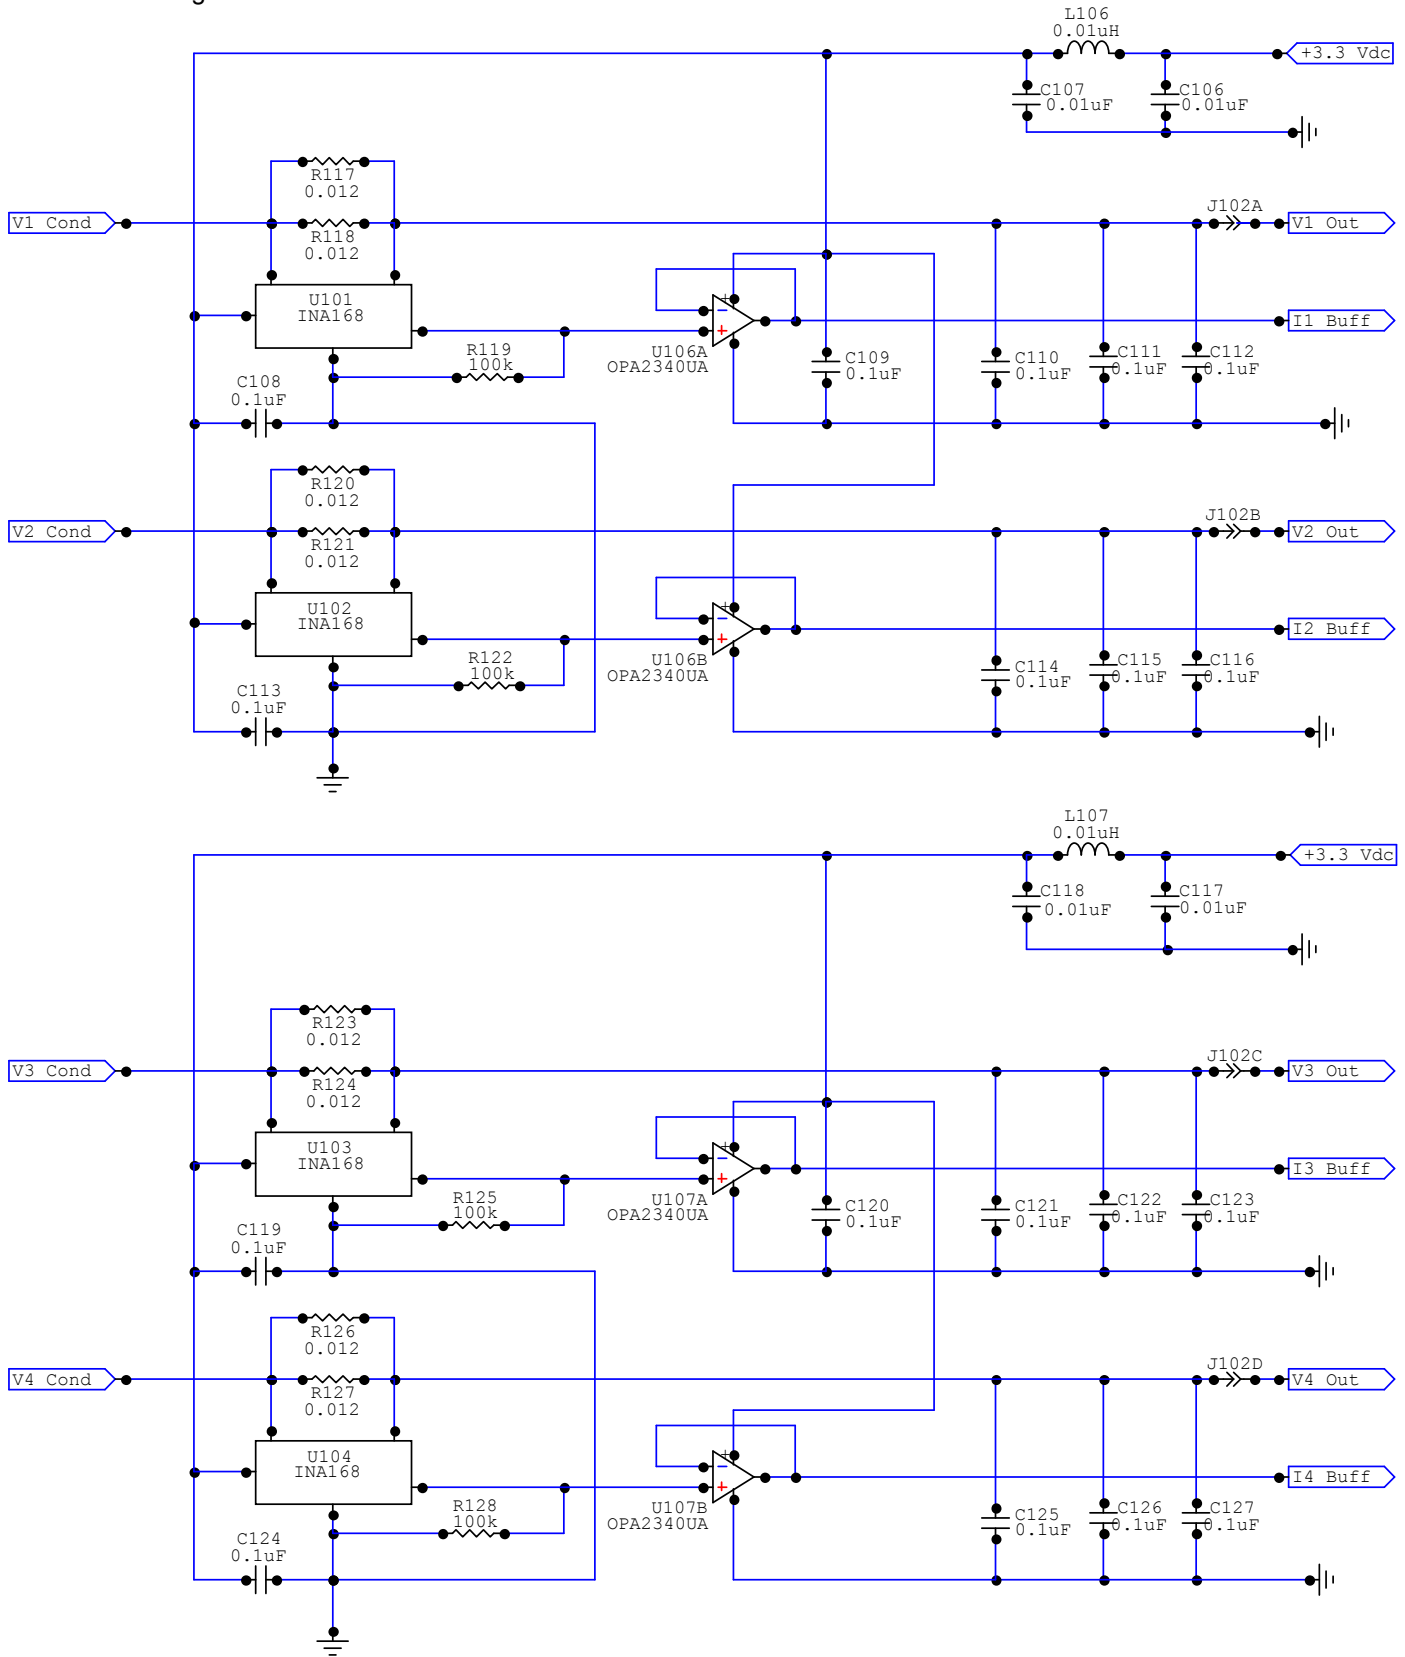 L106
0.01uH
+3.3 Vdc
C107
0.01uF
C106
0.01uF
R117
0.012
V1 Cond
R118
0.012
J102A
V1 Out
U101
INA168
I1 Buff
R119
100k
U106A
OPA2340UA
C109
0.1uF
C110
0.1uF
C111
0.1uF
C112
0.1uF
C108
0.1uF
R120
0.012
V2 Cond
R121
0.012
J102B
V2 Out
U102
INA168
I2 Buff
R122
100k
U106B
OPA2340UA
C114
0.1uF
C115
0.1uF
C116
0.1uF
C113
0.1uF
L107
0.01uH
+3.3 Vdc
C118
0.01uF
C117
0.01uF
R123
0.012
V3 Cond
R124
0.012
J102C
V3 Out
U103
INA168
I3 Buff
R125
100k
U107A
OPA2340UA
C120
0.1uF
C121
0.1uF
C122
0.1uF
C123
0.1uF
C119
0.1uF
R126
0.012
V4 Cond
R127
0.012
J102D
V4 Out
U104
INA168
I4 Buff
R128
100k
U107B
OPA2340UA
C125
0.1uF
C126
0.1uF
C127
0.1uF
C124
0.1uF